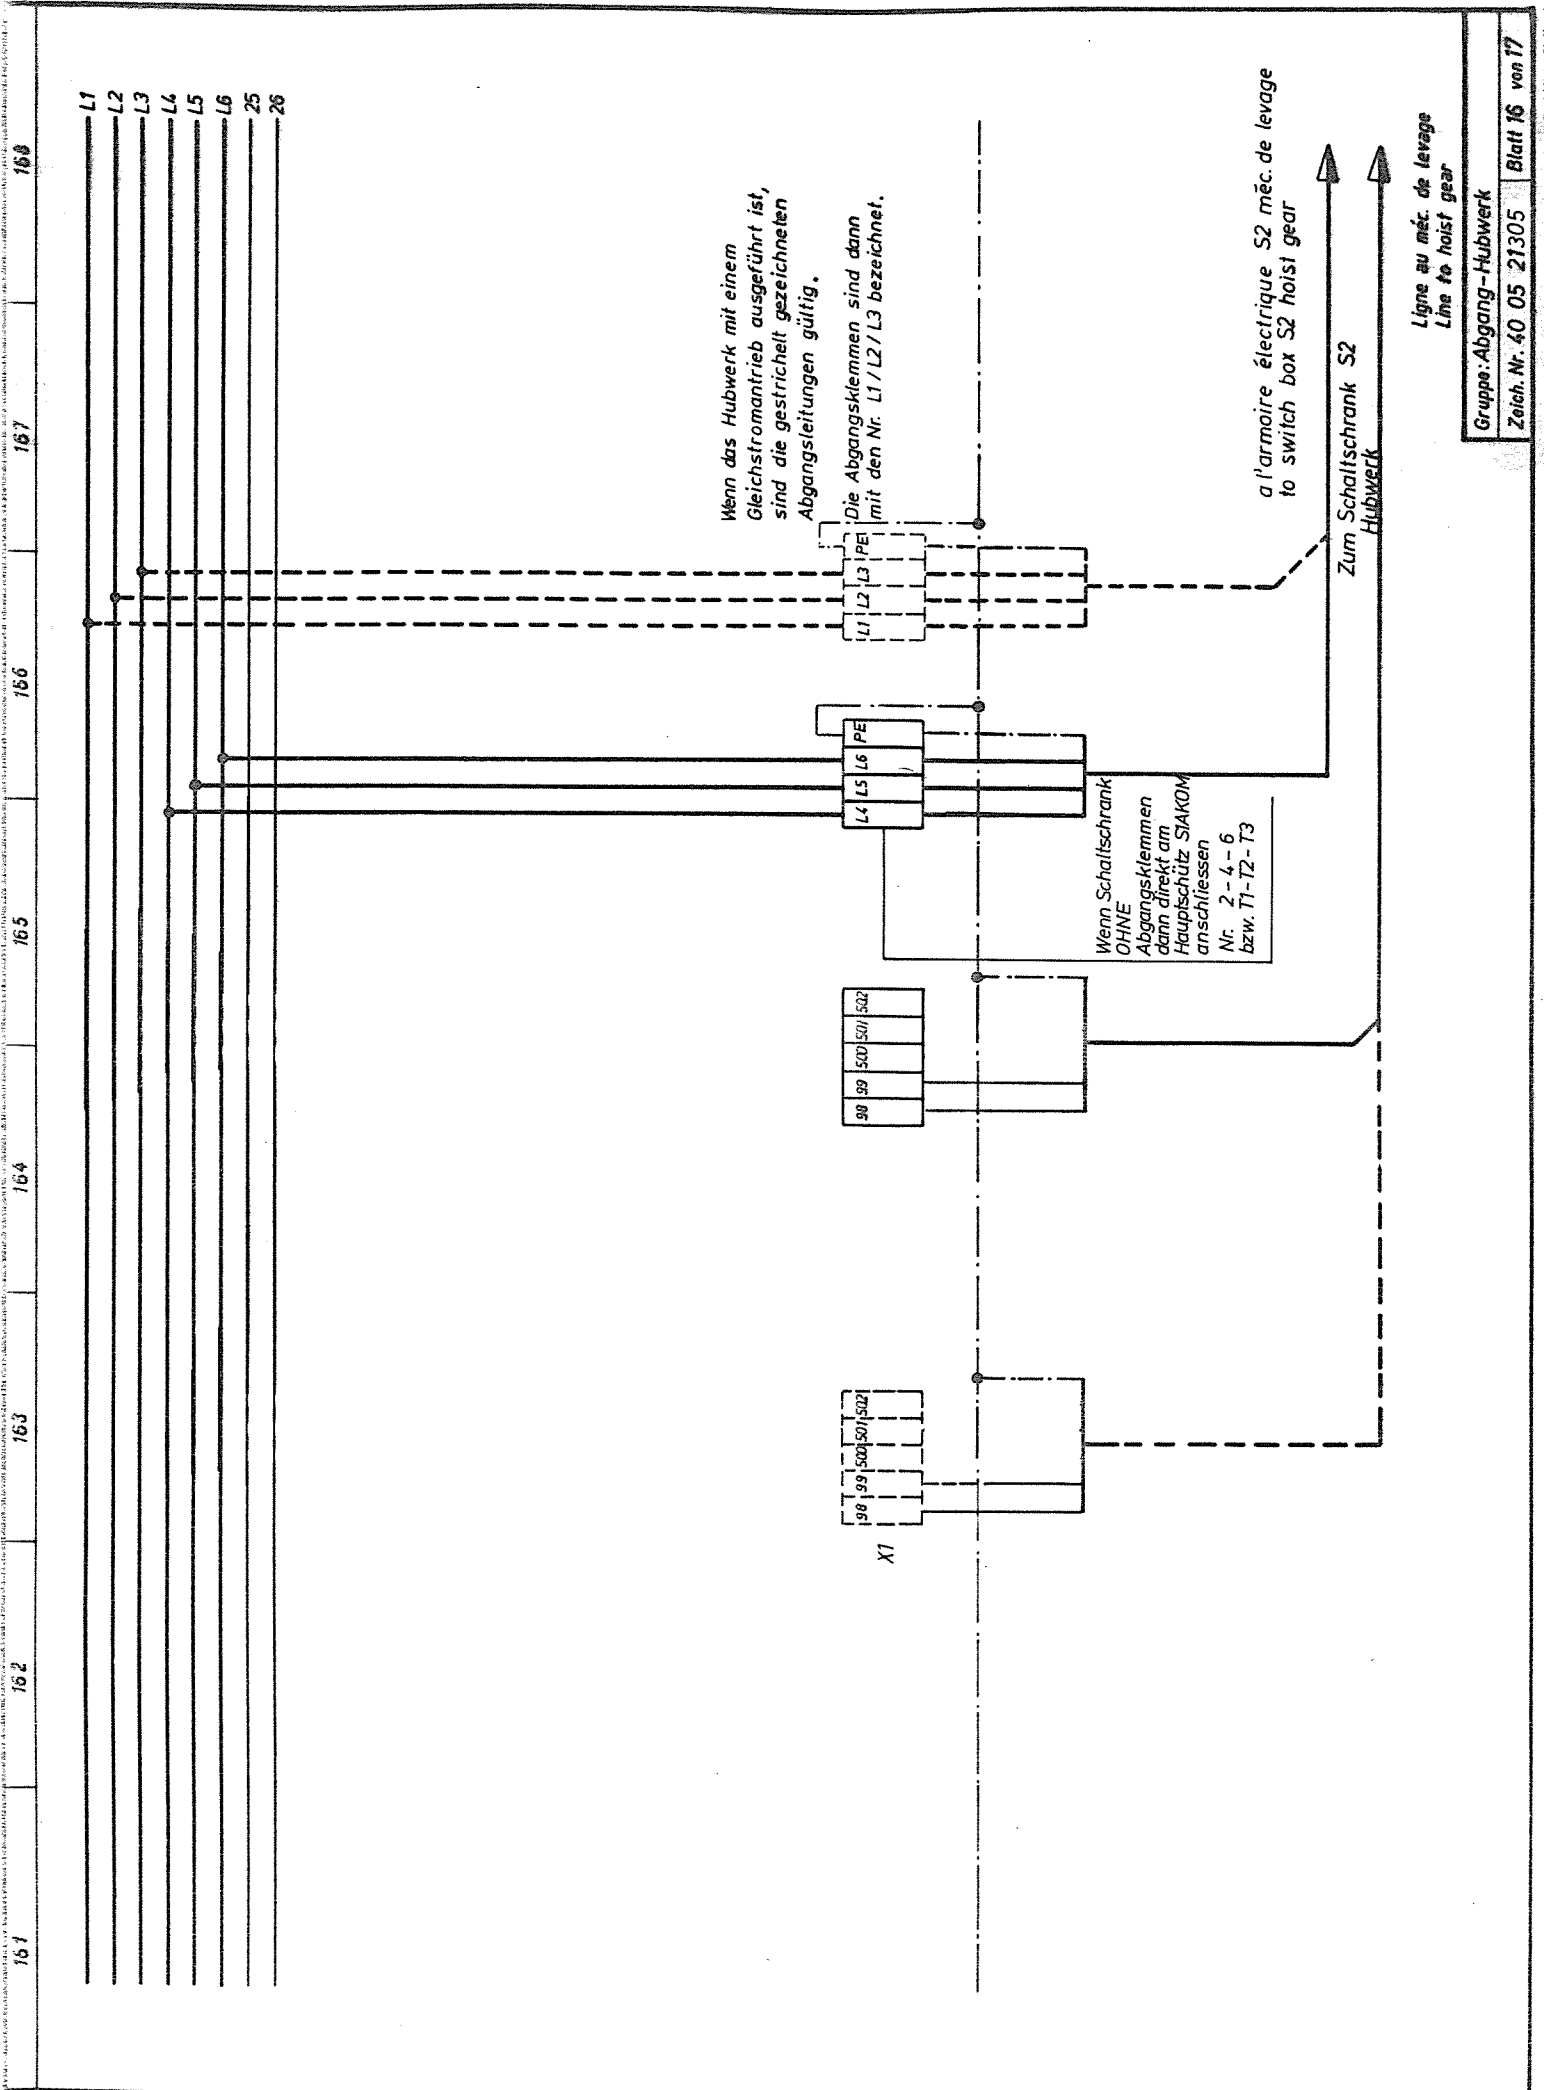 161 162 163 164 165 166 167 168
L1
L2
L3
L4
L5
L6
25
26
Wenn das Hubwerk mit einem
Gleichstromantrieb ausgeführt ist,
sind die gestrichelt gezeichneten
Abgangsleitungen gültig.
Die Abgangsklemmen sind dann
mit den Nr. L1 / L2 / L3 bezeichnet.
X1
98 99 500 501 502
98 99 500 501 502
L4 L5 L6 PE
L1 L2 L3 PE
Wenn Schaltschrank
OHNE
Abgangsklemmen
dann direkt am
Hauptschütz S1AKOM
anschliessen
Nr. 2 - 4 - 6
bzw. T1 - T2 - T3
a l'armoire électrique S2 méc. de levage
to switch box S2 hoist gear
Zum Schaltschrank S2
Hubwerk
Ligne au méc. de levage
Line to hoist gear
Gruppe: Abgang-Hubwerk
Zeich. Nr. 40 05 21305 Blatt 16 von 17